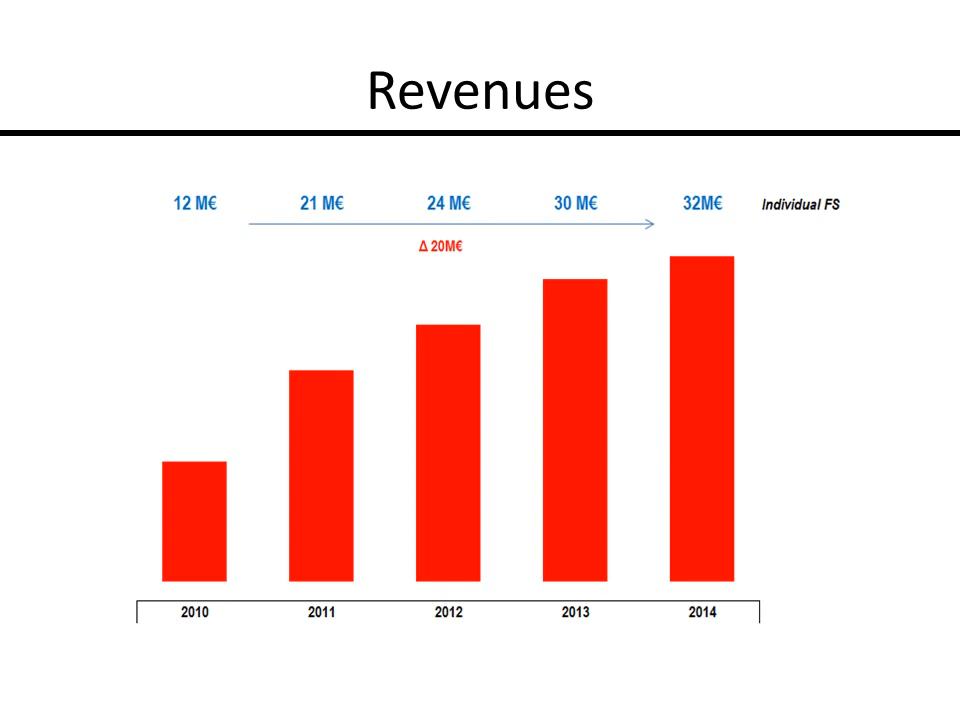 Revenues
12 M€ 21 M€ 24 M€ 30 M€ 32M€ Individual FS
Δ 20M€
2010 2011 2012 2013 2014